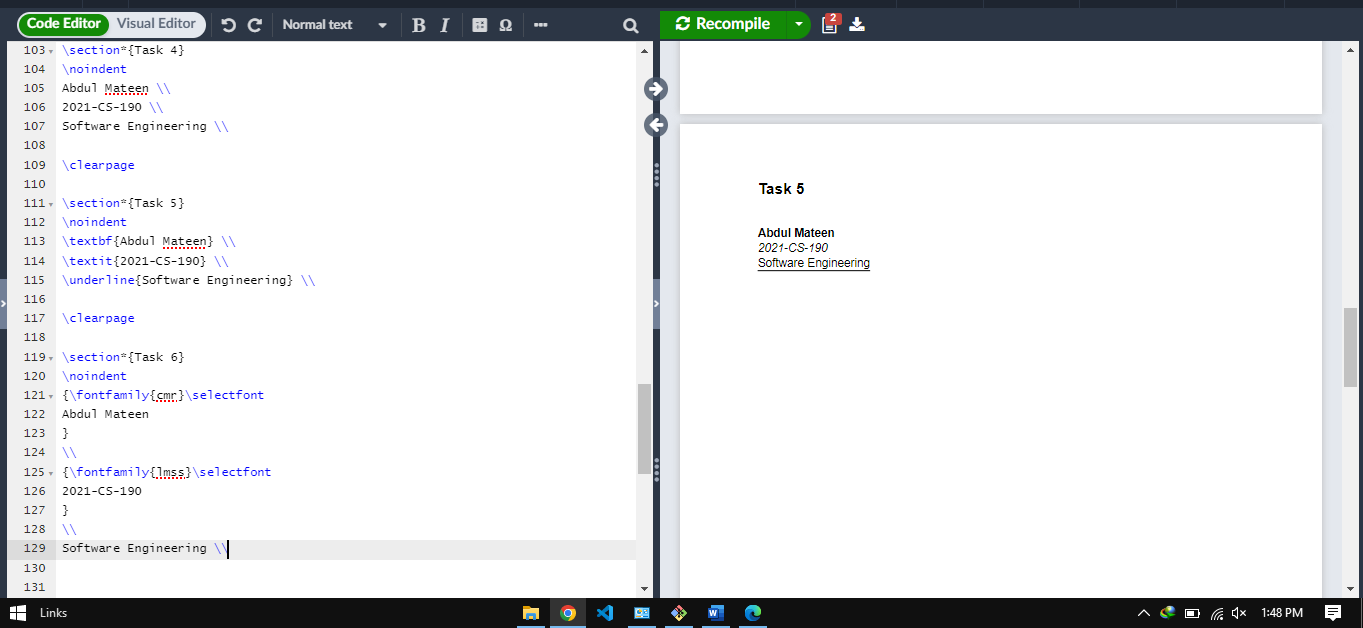 Code Editor Visual Editor Normal text B I Ω Recompile 2
103 \section*{Task 4}
104 \noindent
105 Abdul Mateen \\
106 2021-CS-190 \\
107 Software Engineering \\
108
109 \clearpage
110
111 \section*{Task 5}
112 \noindent
113 \textbf{Abdul Mateen} \\
114 \textit{2021-CS-190} \\
115 \underline{Software Engineering} \\
116
117 \clearpage
118
119 \section*{Task 6}
120 \noindent
121 {\fontfamily{cmr}\selectfont
122 Abdul Mateen
123 }
124 \\
125 {\fontfamily{lmss}\selectfont
126 2021-CS-190
127 }
128 \\
129 Software Engineering \\
130
131
Task 5
Abdul Mateen
2021-CS-190
Software Engineering
Links 1:48 PM